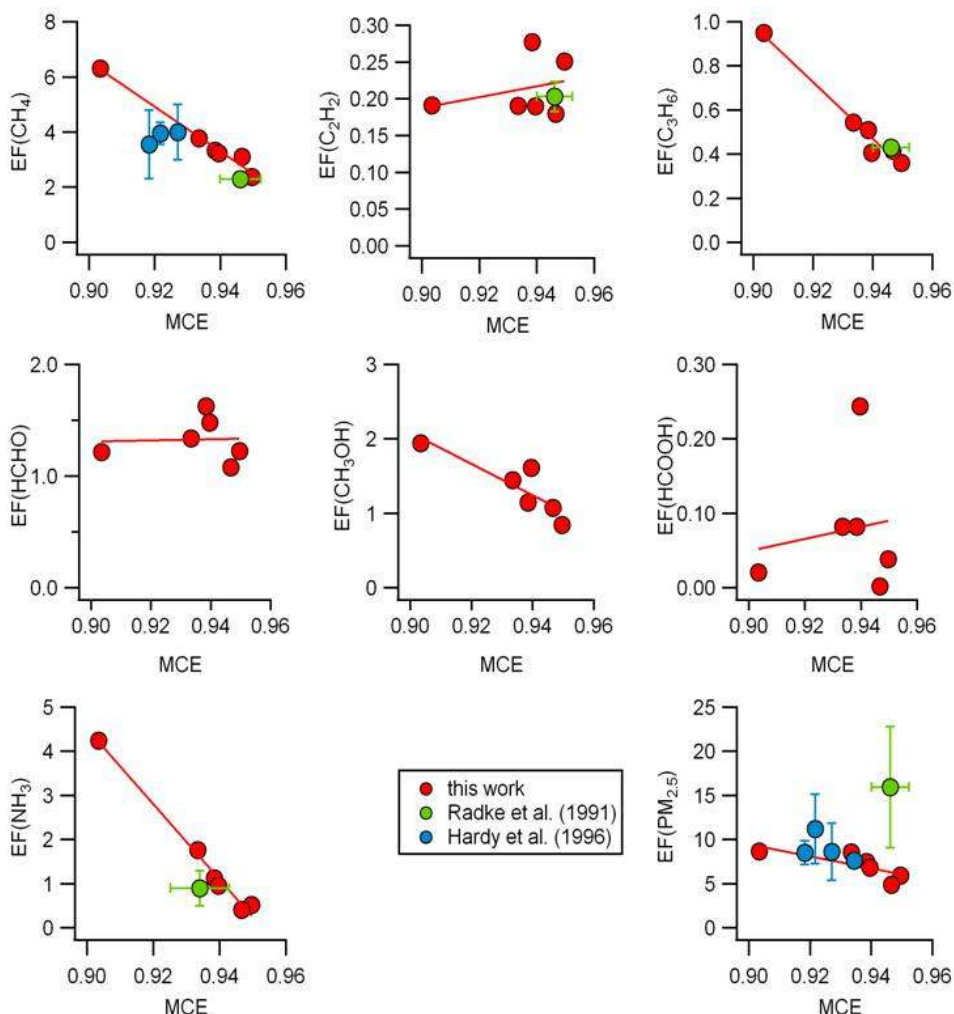 8
6
4
2
0
EF(CH4)
0.90 0.92 0.94 0.96
MCE
0.30
0.25
0.20
0.15
0.10
0.05
0.00
EF(C2H2)
0.90 0.92 0.94 0.96
MCE
1.0
0.8
0.6
0.4
0.2
0.0
EF(C3H6)
0.90 0.92 0.94 0.96
MCE
2.0
1.0
0.0
EF(HCHO)
0.90 0.92 0.94 0.96
MCE
3
2
1
0
EF(CH3OH)
0.90 0.92 0.94 0.96
MCE
0.30
0.20
0.10
0.00
EF(HCOOH)
0.90 0.92 0.94 0.96
MCE
5
4
3
2
1
0
EF(NH3)
0.90 0.92 0.94 0.96
MCE
this work
Radke et al. (1991)
Hardy et al. (1996)
25
20
15
10
5
0
EF(PM2.5)
0.90 0.92 0.94 0.96
MCE